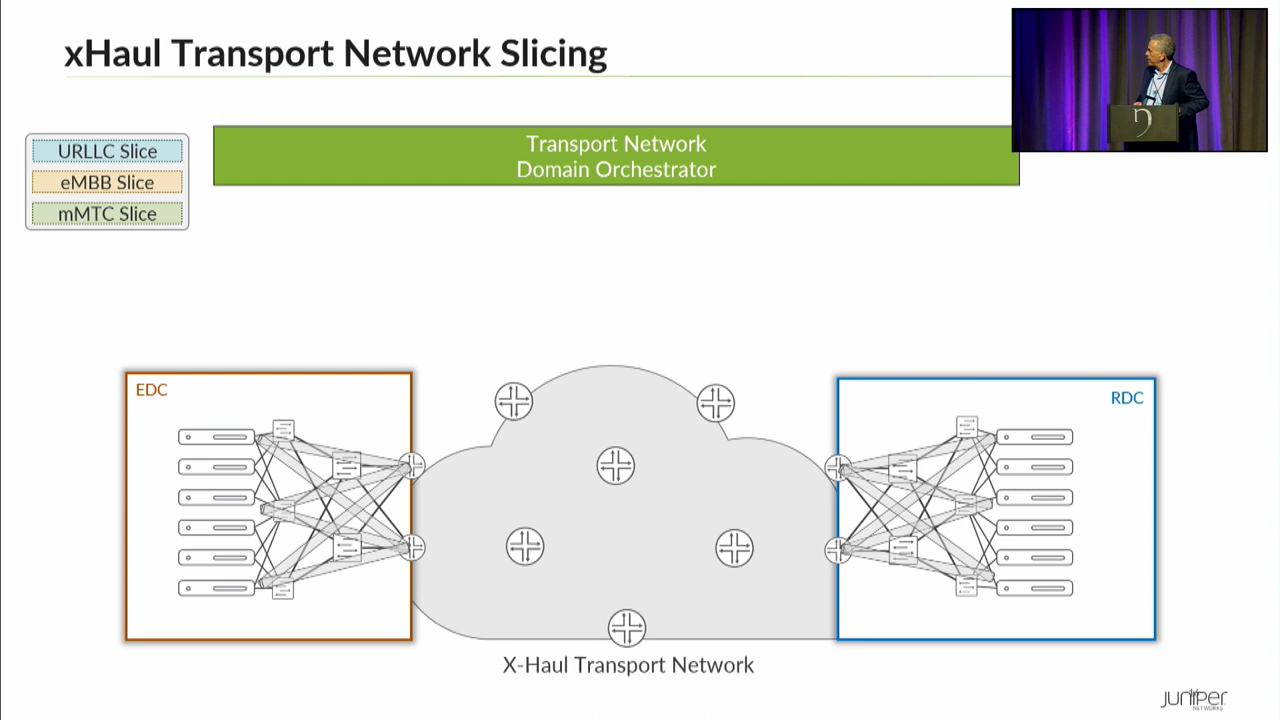 xHaul Transport Network Slicing
URLLC Slice
eMBB Slice
mMTC Slice
Transport Network
Domain Orchestrator
EDC
RDC
X-Haul Transport Network
JUNIPER
NETWORKS